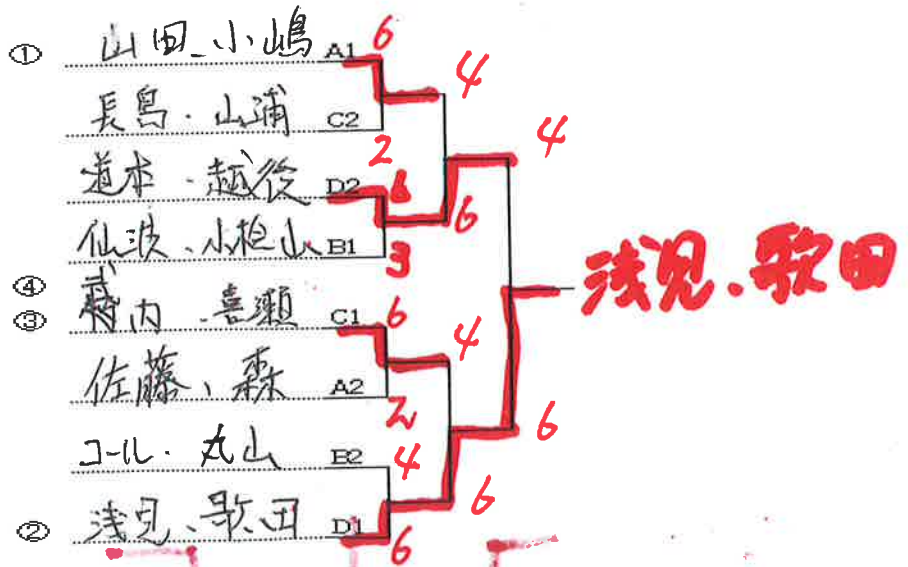 ① 山田、小嶋 A1 6
4
長島・山浦 C2 2
4
道本・越後 D2 6
6
仙波、小桧山 B1 3
浅見、歌田
④
③ 武内・喜瀬 C1 6
4
佐藤、森 A2 2
6
コール・丸山 B2 4
6
② 浅見、歌田 D1 6